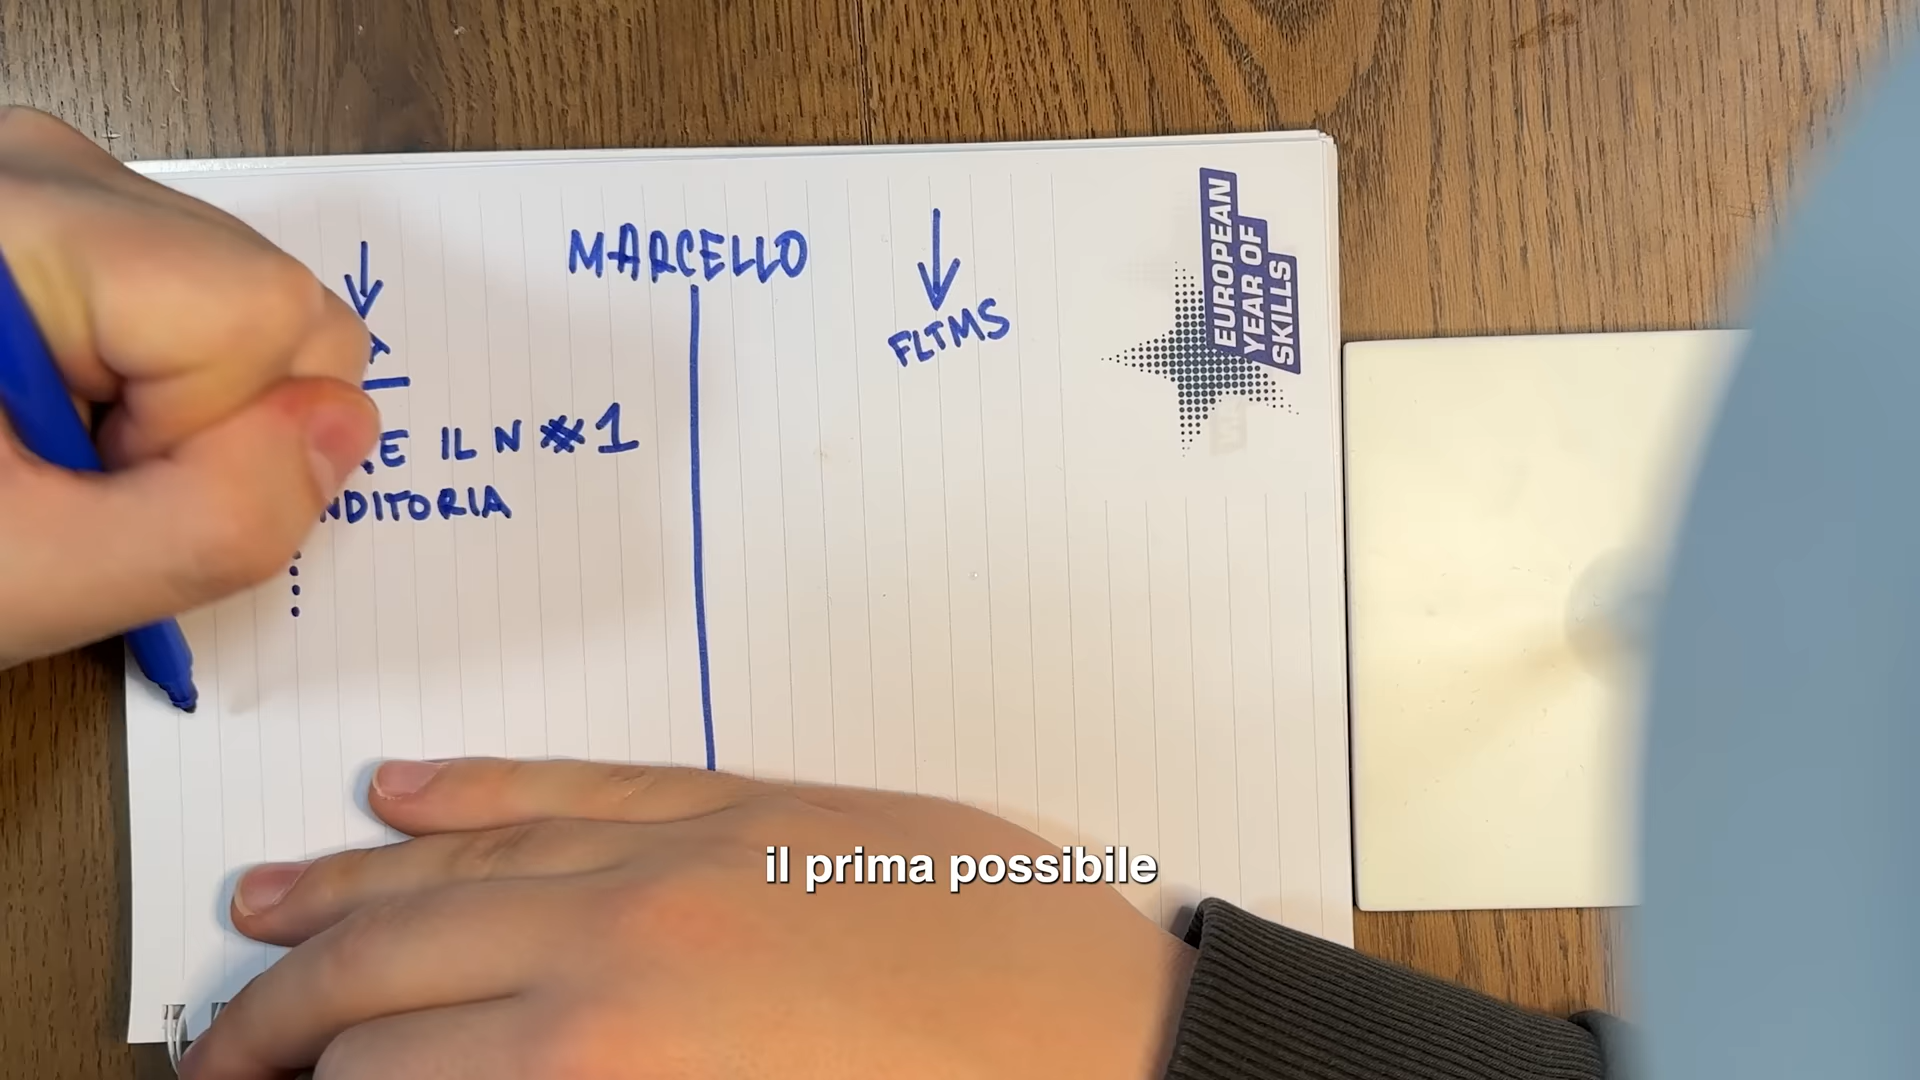 MARCELLO
FLTMS
IL N #1
NDITORIA
EUROPEAN
YEAR OF
SKILLS
il prima possibile